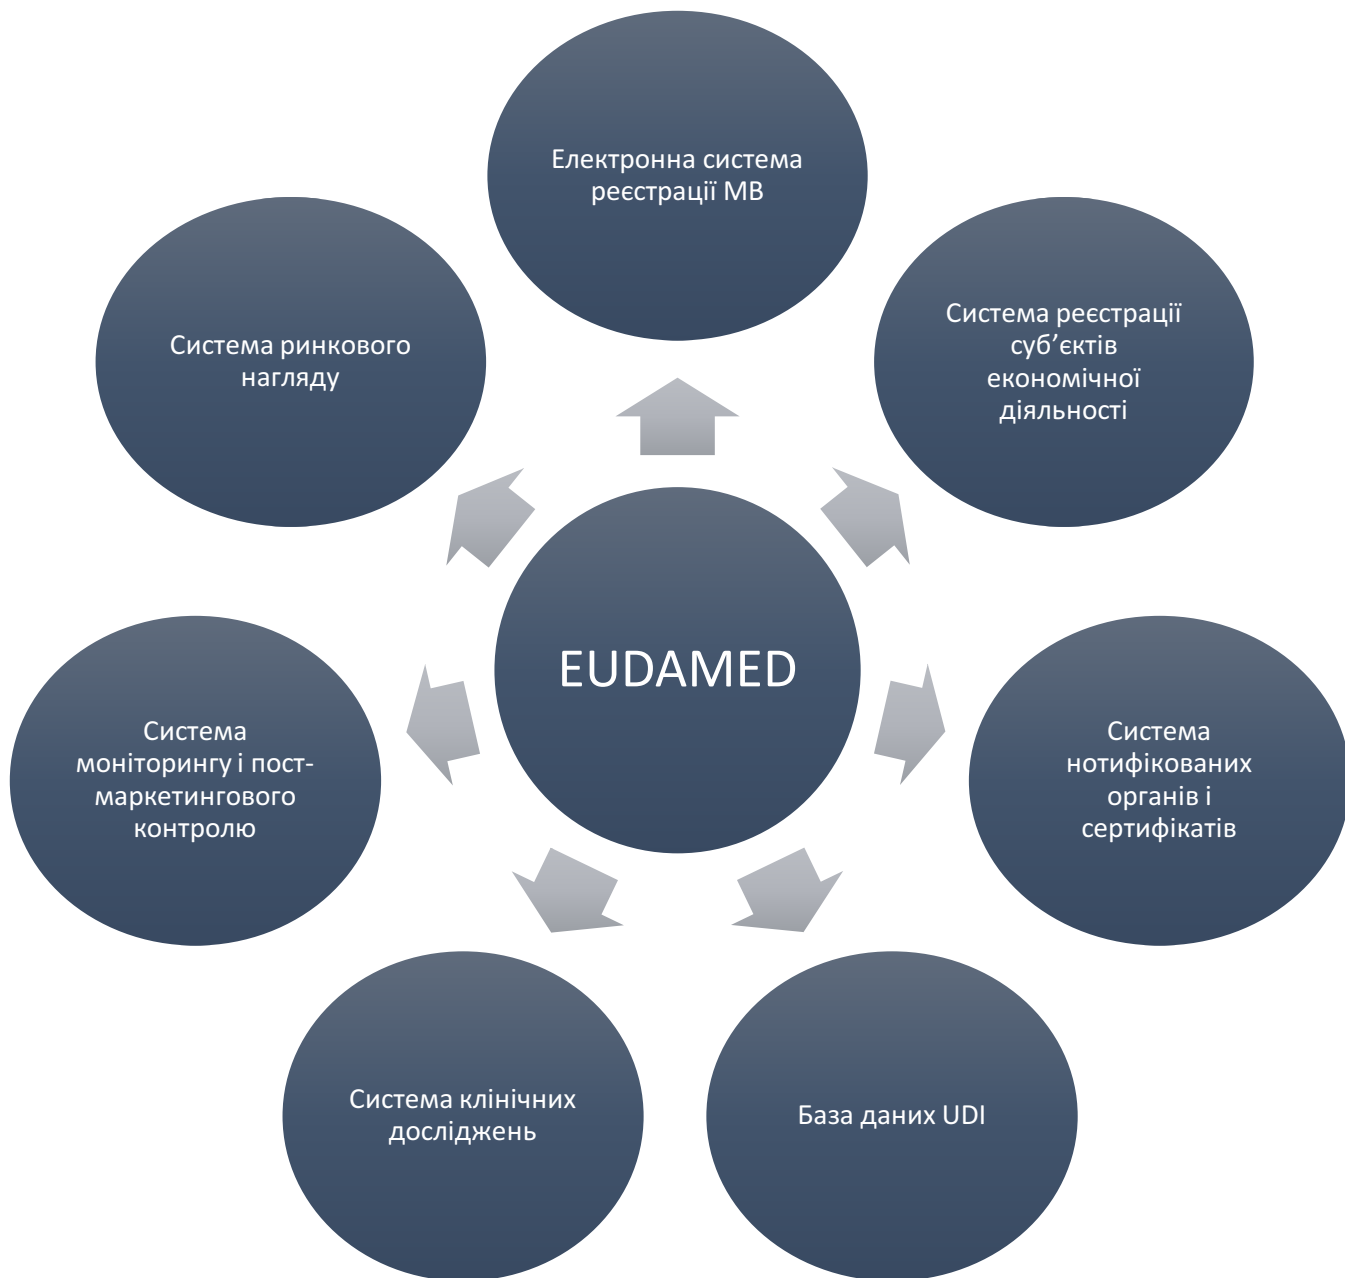 Електронна система
реєстрації МВ
Система реєстрації
суб’єктів
економічної
діяльності
Система
нотифікованих
органів і
сертифікатів
База даних UDI
Система клінічних
досліджень
Система
моніторингу і пост-
маркетингового
контролю
Система ринкового
нагляду
EUDAMED